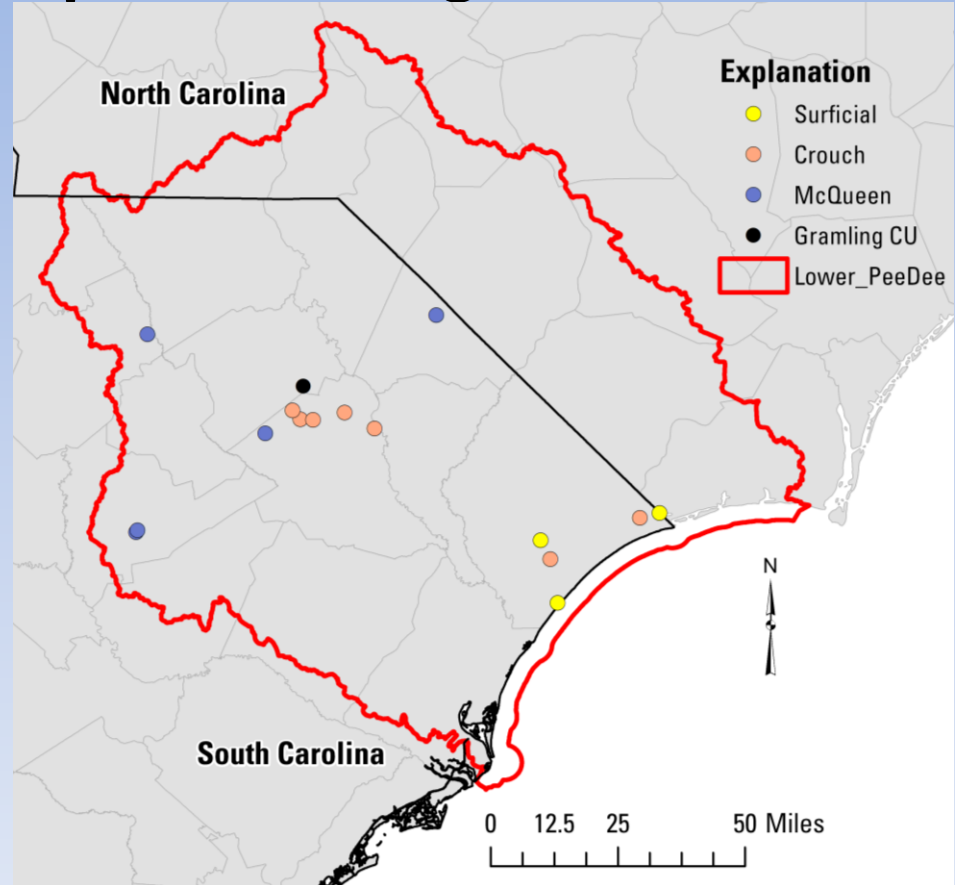 North Carolina
Explanation
Surficial
Crouch
McQueen
Gramling CU
Lower_PeeDee
N
South Carolina
0 12.5 25 50 Miles